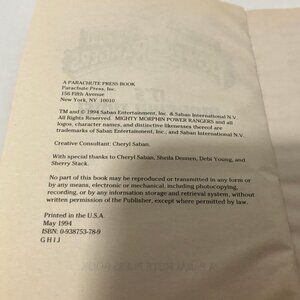 A PARACHUTE PRESS BOOK
Parachute Press, Inc.
156 Fifth Avenue
New York, NY 10010
TM and © 1994 Saban Entertainment, Inc. & Saban International N.V.
All Rights Reserved. MIGHTY MORPHIN POWER RANGERS and all
logos, character names, and distinctive likenesses thereof are
trademarks of Saban Entertainment, Inc., and Saban International N.V.
Creative Consultant: Cheryl Saban.
With special thanks to Cheryl Saban, Sheila Dennen, Debi Young, and
Sherry Stack.
No part of this book may be reproduced or transmitted in any form or
by any means, electronic or mechanical, including photocopying,
recording, or by any information storage and retrieval system, without
written permission of the Publisher, except where permitted by law.
Printed in the U.S.A.
May 1994
ISBN: 0-938753-78-9
G H I J